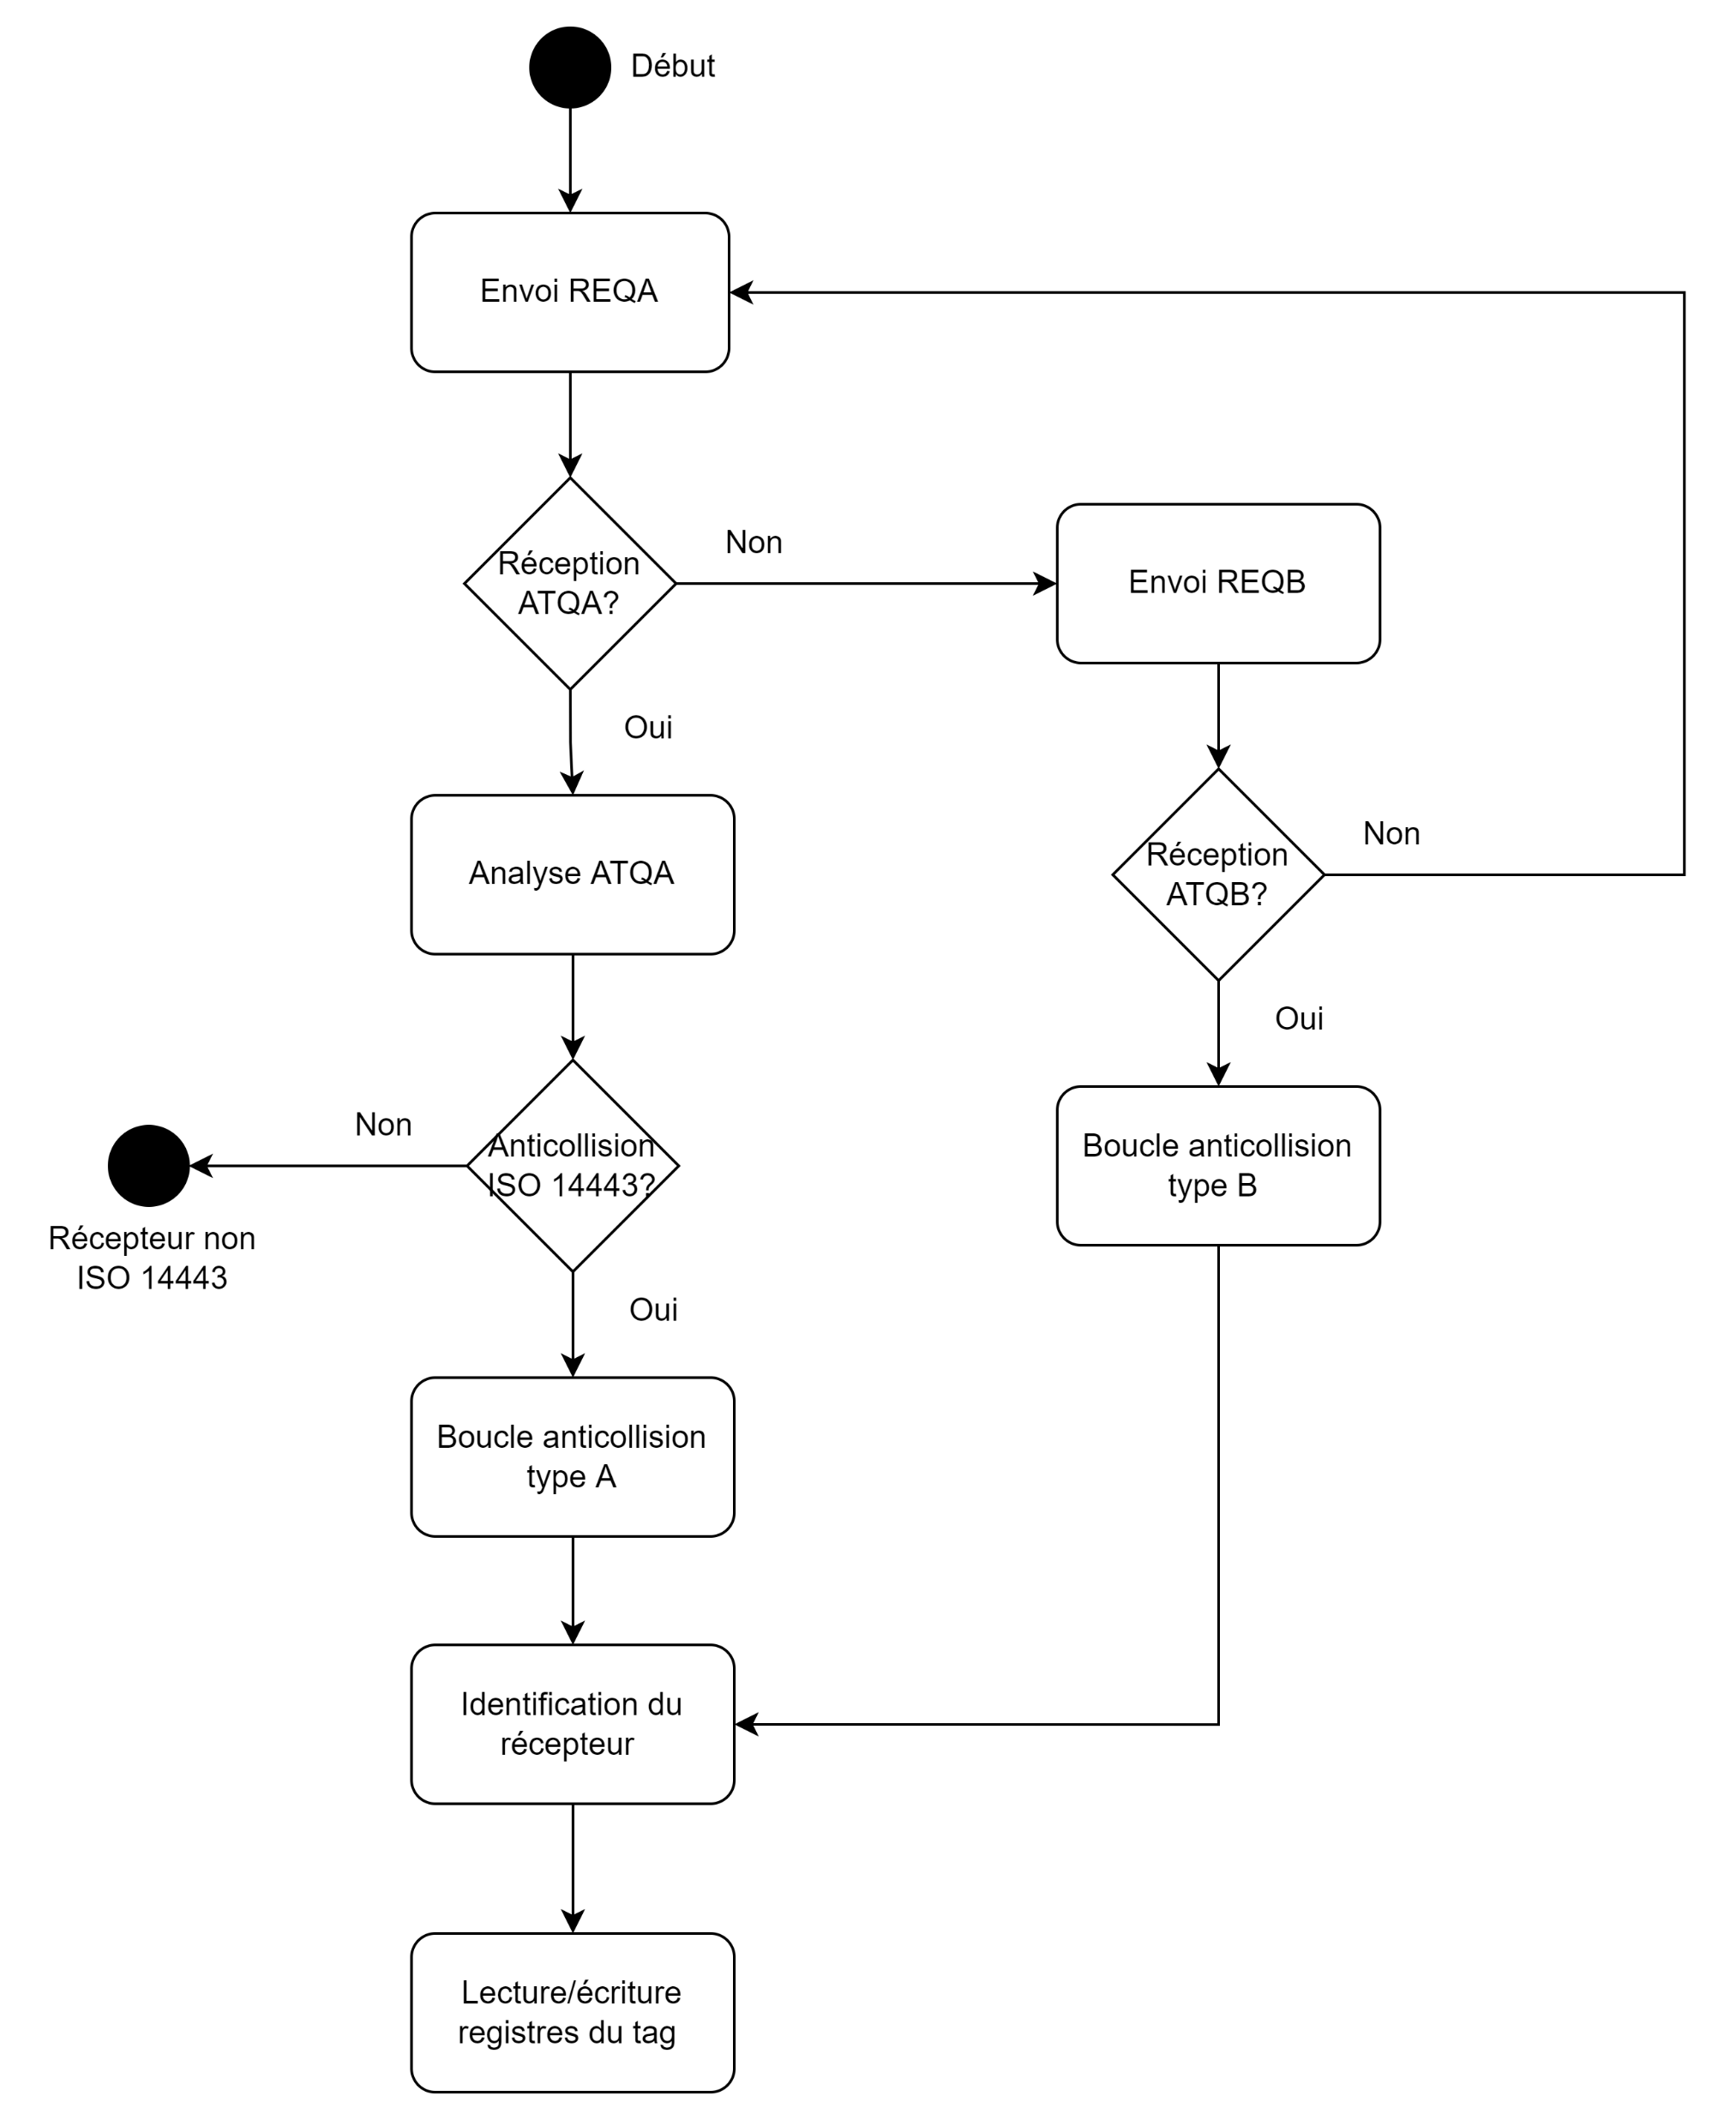 Début
Envoi REQA
Réception
ATQA?
Non
Envoi REQB
Oui
Réception
ATQB?
Non
Analyse ATQA
Oui
Anticollision
ISO 14443?
Non
Récepteur non
ISO 14443
Boucle anticollision
type B
Oui
Boucle anticollision
type A
Identification du
récepteur
Lecture/écriture
registres du tag